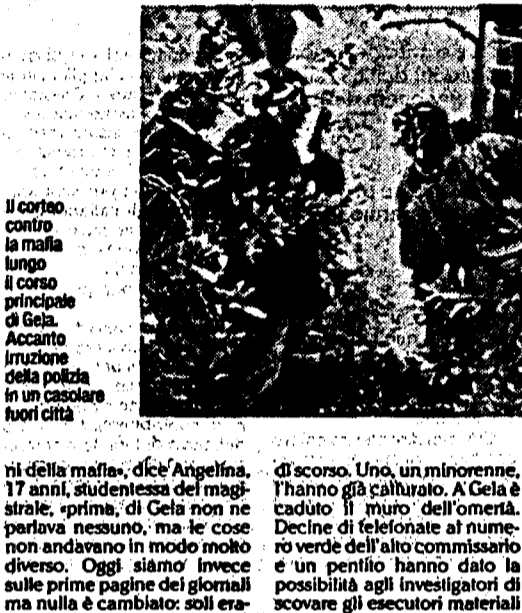 Il corteo
contro
la mafia
lungo
il corso
principale
di Gela.
Accanto
irruzione
della polizia
in un casolare
fuori città
ni della mafia», dice Angelina,
17 anni, studentessa del magi-
strale, «prima, di Gela non ne
parlava nessuno, ma le cose
non andavano in modo molto
diverso. Oggi siamo invece
sulle prime pagine dei giornali
ma nulla è cambiato: soli era-
di scorso. Uno, un minorenne,
l'hanno già catturato. A Gela è
caduto il muro dell'omertà.
Decine di telefonate al nume-
ro verde dell'alto commissario
e un pentito hanno dato la
possibilità agli investigatori di
scovare gli esecutori materiali